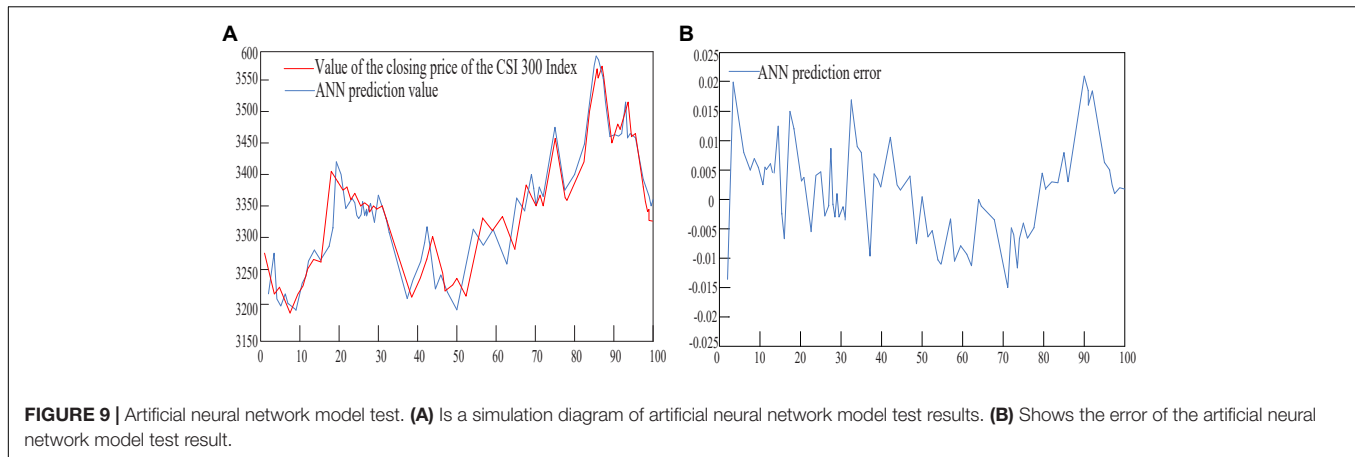 A
600
3550
3500
3450
3400
3350
3300
3250
3200
3150
Value of the closing price of the CSI 300 Index
ANN prediction value
0 10 20 30 40 50 60 70 80 90 100
B
0.025
0.02
0.015
0.01
0.005
0
-0.005
-0.01
-0.015
-0.02
-0.025
ANN prediction error
0 10 20 30 40 50 60 70 80 90 100
FIGURE 9 | Artificial neural network model test. (A) Is a simulation diagram of artificial neural network model test results. (B) Shows the error of the artificial neural
network model test result.